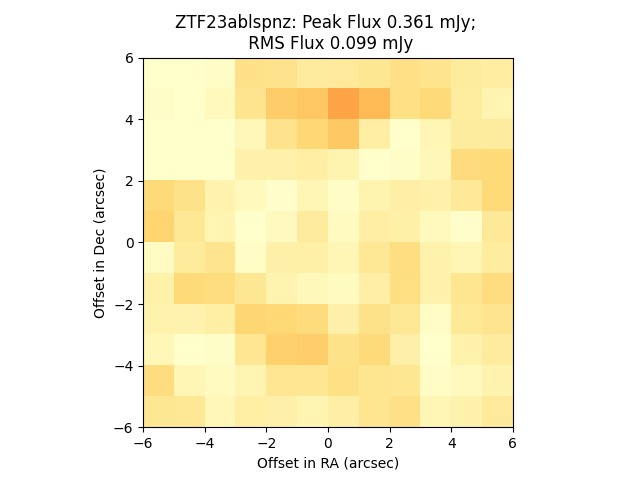 ZTF23ablspnz: Peak Flux 0.361 mJy;
RMS Flux 0.099 mJy
6
4
2
0
−2
−4
−6
Offset in Dec (arcsec)
−6 −4 −2 0 2 4 6
Offset in RA (arcsec)